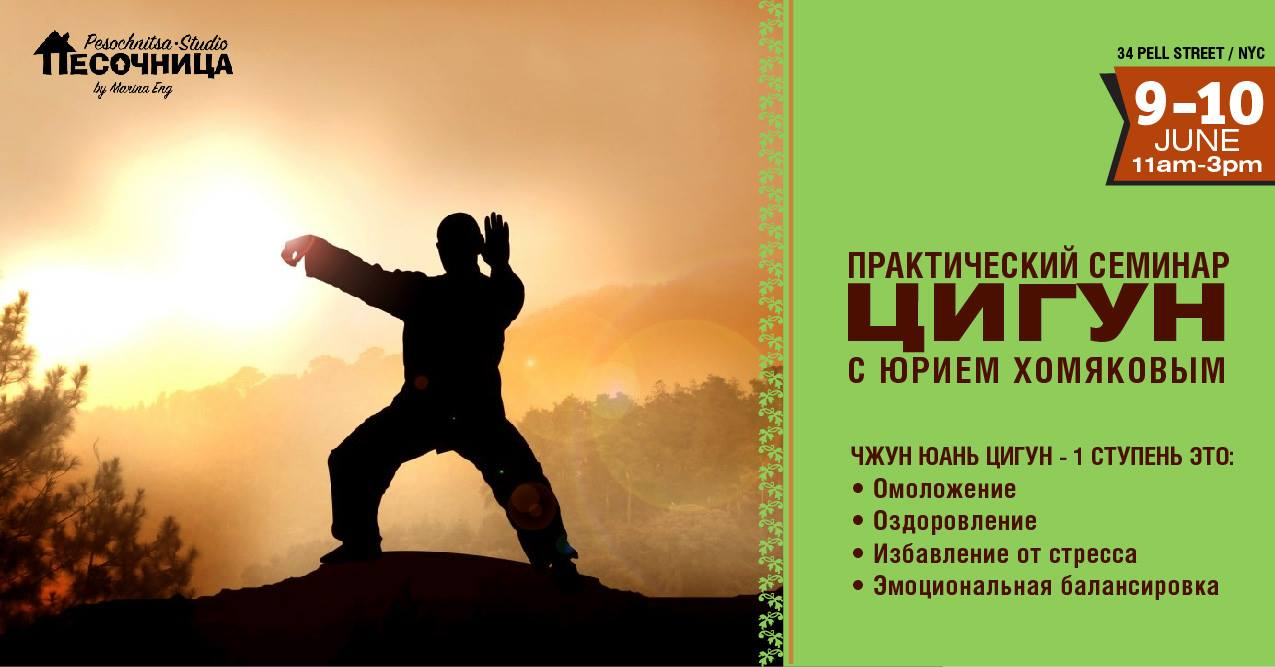 Pesochnitsa • Studio
ПЕСОЧНИЦА
by Marina Eng
34 PELL STREET / NYC
9-10
JUNE
11am-3pm
ПРАКТИЧЕСКИЙ СЕМИНАР
ЦИГУН
С ЮРИЕМ ХОМЯКОВЫМ
ЧЖУН ЮАНЬ ЦИГУН - 1 СТУПЕНЬ ЭТО:
• Омоложение
• Оздоровление
• Избавление от стресса
• Эмоциональная балансировка